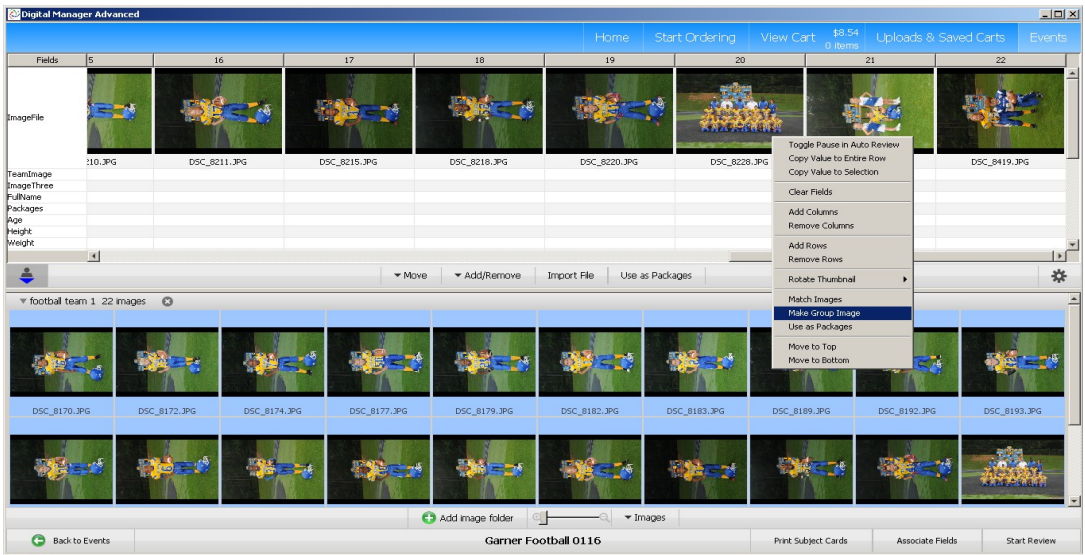 Digital Manager Advanced
Home Start Ordering View Cart $8.54 0 items Uploads & Saved Carts Events
Fields 5 16 17 18 19 20 21 22
ImageFile
210.JPG DSC_8211.JPG DSC_8215.JPG DSC_8218.JPG DSC_8220.JPG DSC_8228.JPG DSC_8419.JPG
TeamImage
ImageThree
FullName
Packages
Age
Height
Weight
Toggle Pause in Auto Review
Copy Value to Entire Row
Copy Value to Selection
Clear Fields
Add Columns
Remove Columns
Add Rows
Remove Rows
Rotate Thumbnail
Match Images
Make Group Image
Use as Packages
Move to Top
Move to Bottom
Move Add/Remove Import File Use as Packages
football team 1 22 images
DSC_8170.JPG DSC_8172.JPG DSC_8174.JPG DSC_8177.JPG DSC_8179.JPG DSC_8182.JPG DSC_8183.JPG DSC_8189.JPG DSC_8192.JPG DSC_8193.JPG
Add image folder Images
Back to Events Garner Football 0116 Print Subject Cards Associate Fields Start Review